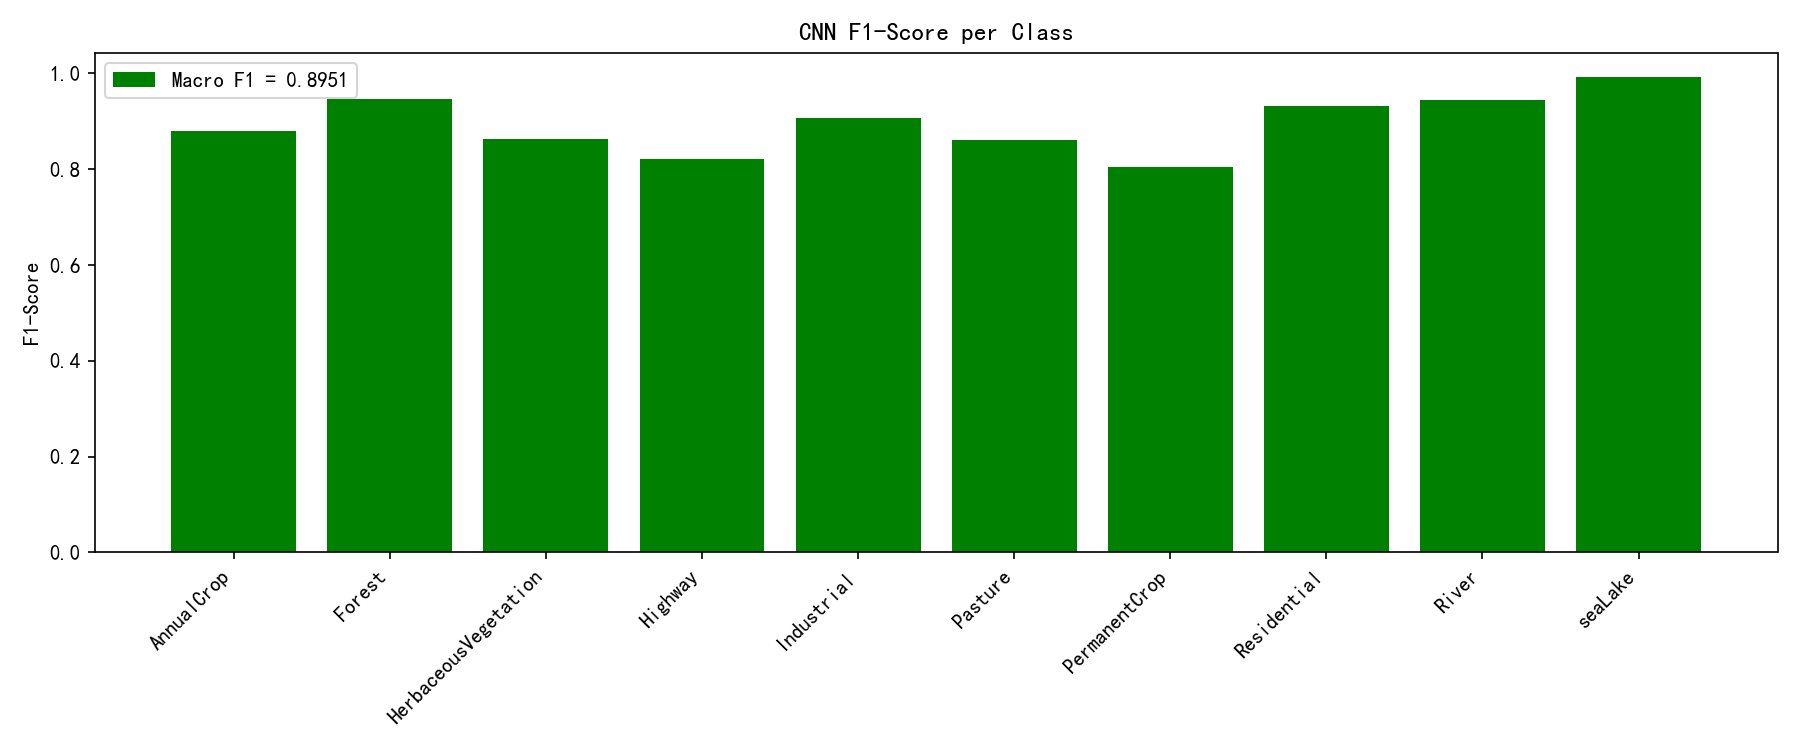 CNN F1-Score per Class
Macro F1 = 0.8951
F1-Score
1.0
0.8
0.6
0.4
0.2
0.0
AnnualCrop
Forest
HerbaceousVegetation
Highway
Industrial
Pasture
PermanentCrop
Residential
River
seaLake